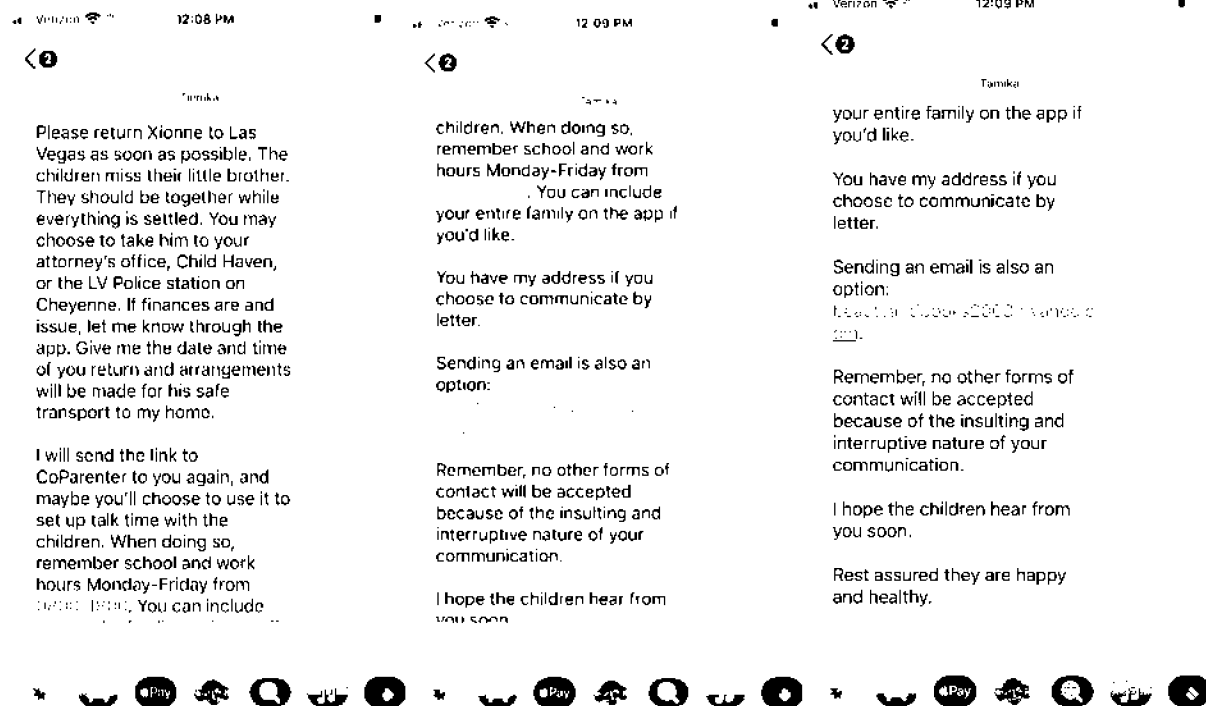 Verizon
12:08 PM
2
Please return Xionne to Las
Vegas as soon as possible. The
children miss their little brother.
They should be together while
everything is settled. You may
choose to take him to your
attorney's office, Child Haven,
or the LV Police station on
Cheyenne. If finances are and
issue, let me know through the
app. Give me the date and time
of you return and arrangements
will be made for his safe
transport to my home.
I will send the link to
CoParenter to you again, and
maybe you'll choose to use it to
set up talk time with the
children. When doing so,
remember school and work
hours Monday-Friday from
. You can include
Pay
12:09 PM
2
children. When doing so,
remember school and work
hours Monday-Friday from
. You can include
your entire family on the app if
you'd like.
You have my address if you
choose to communicate by
letter.
Sending an email is also an
option:
Remember, no other forms of
contact will be accepted
because of the insulting and
interruptive nature of your
communication.
I hope the children hear from
you soon
Pay
Verizon
12:09 PM
2
Tamika
your entire family on the app if
you'd like.
You have my address if you
choose to communicate by
letter.
Sending an email is also an
option:
Remember, no other forms of
contact will be accepted
because of the insulting and
interruptive nature of your
communication.
I hope the children hear from
you soon.
Rest assured they are happy
and healthy.
Pay